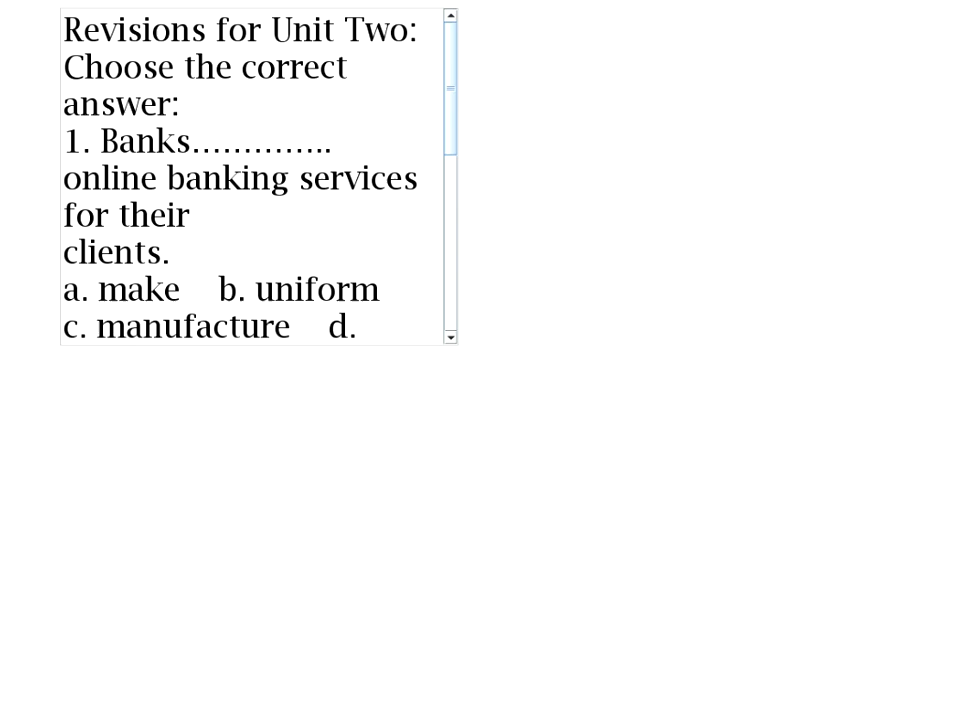 Revisions for Unit Two:
Choose the correct
answer:
1. Banks…………..
online banking services
for their
clients.
a. make    b. uniform
c. manufacture    d.